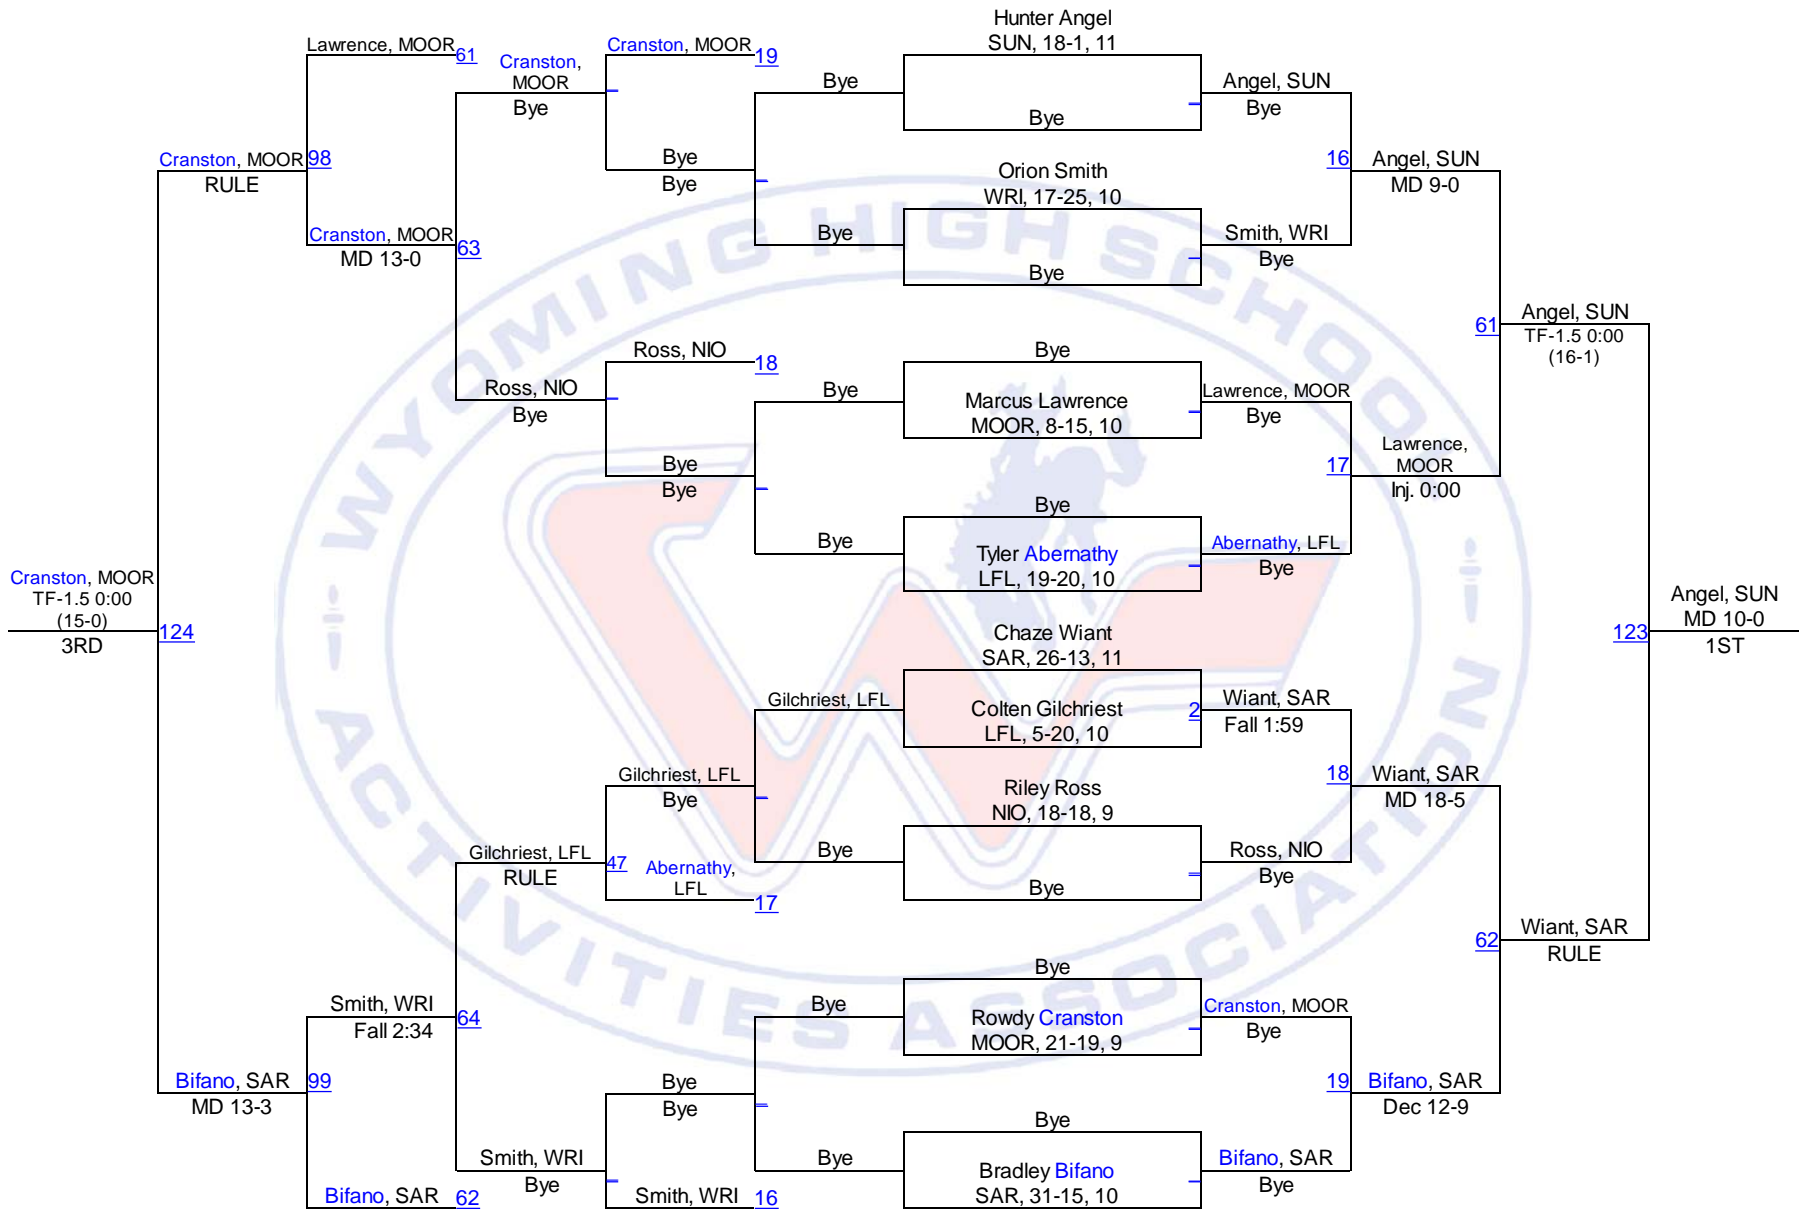 Hunter Angel
SUN, 18-1, 11
Lawrence, MOOR
61
Cranston,
MOOR
Bye
Cranston, MOOR
19
Bye
Bye
Angel, SUN
Bye
Cranston, MOOR
98
RULE
Bye
Bye
Orion Smith
WRI, 17-25, 10
16
Angel, SUN
MD 9-0
Cranston, MOOR
63
MD 13-0
Bye
Bye
Smith, WRI
Bye
Ross, NIO
18
Bye
61
Angel, SUN
TF-1.5 0:00
(16-1)
Ross, NIO
Bye
Bye
Marcus Lawrence
MOOR, 8-15, 10
Lawrence, MOOR
Bye
Bye
Bye
17
Lawrence,
MOOR
Inj. 0:00
Bye
Bye
Tyler Abernathy
LFL, 19-20, 10
Abernathy, LFL
Bye
Cranston, MOOR
TF-1.5 0:00
(15-0)
3RD
124
Chaze Wiant
SAR, 26-13, 11
123
Angel, SUN
MD 10-0
1ST
Gilchriest, LFL
Colten Gilchriest
LFL, 5-20, 10
2
Wiant, SAR
Fall 1:59
Gilchriest, LFL
Bye
Riley Ross
NIO, 18-18, 9
18
Wiant, SAR
MD 18-5
Gilchriest, LFL
RULE
47
Abernathy,
LFL
17
Bye
Bye
Ross, NIO
Bye
62
Wiant, SAR
RULE
Smith, WRI
Fall 2:34
64
Bye
Bye
Rowdy Cranston
MOOR, 21-19, 9
Cranston, MOOR
Bye
Bifano, SAR
99
MD 13-3
Bye
Bye
19
Bifano, SAR
Dec 12-9
Bye
Smith, WRI
Bye
Bye
Bradley Bifano
SAR, 31-15, 10
Bifano, SAR
Bye
Bifano, SAR
62
Smith, WRI
16
WYOMING HIGH SCHOOL
ACTIVITIES ASSOCIATION